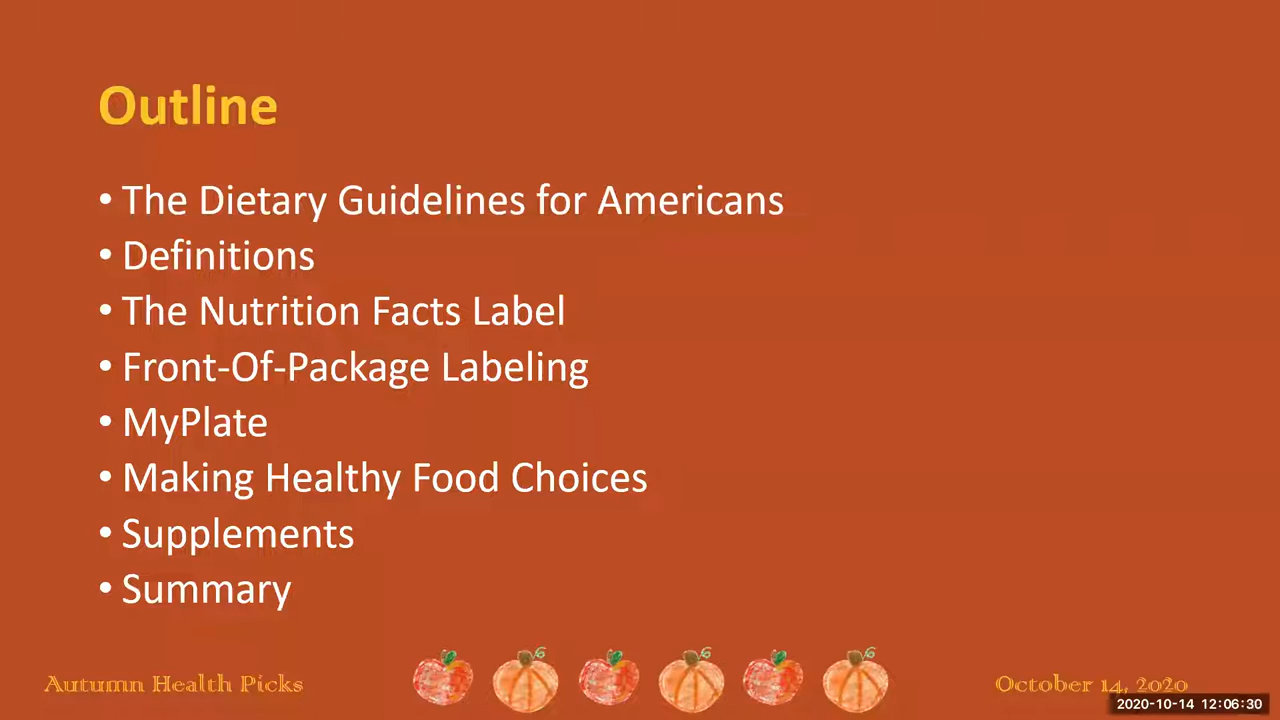 Outline
• The Dietary Guidelines for Americans
• Definitions
• The Nutrition Facts Label
• Front-Of-Package Labeling
• MyPlate
• Making Healthy Food Choices
• Supplements
• Summary
Autumn Health Picks
October 14, 2020
2020-10-14 12:06:30